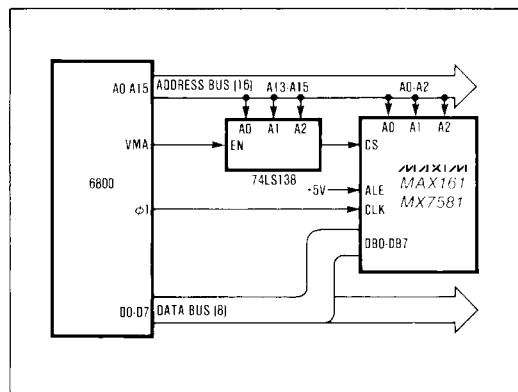 A0-A15 ADDRESS BUS (16) A13-A15 A0-A2
A0 A1 A2 A0 A1 A2
VMA EN CS
74LS138
MAXIM
6800 +5V ALE MAX161
φ1 CLK MX7581
DB0-DB7
D0-D7 DATA BUS (8)